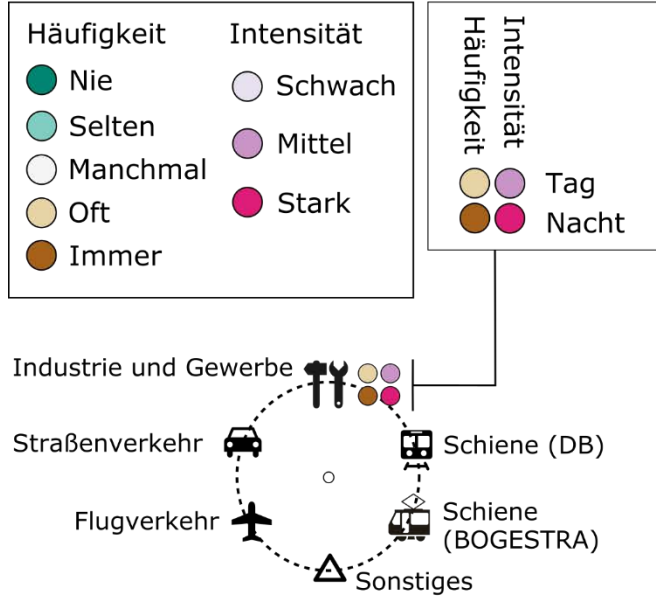 Häufigkeit
Nie
Selten
Manchmal
Oft
Immer
Intensität
Schwach
Mittel
Stark
Häufigkeit
Intensität
Tag
Nacht
Industrie und Gewerbe
Straßenverkehr
Schiene (DB)
Flugverkehr
Schiene
(BOGESTRA)
Sonstiges